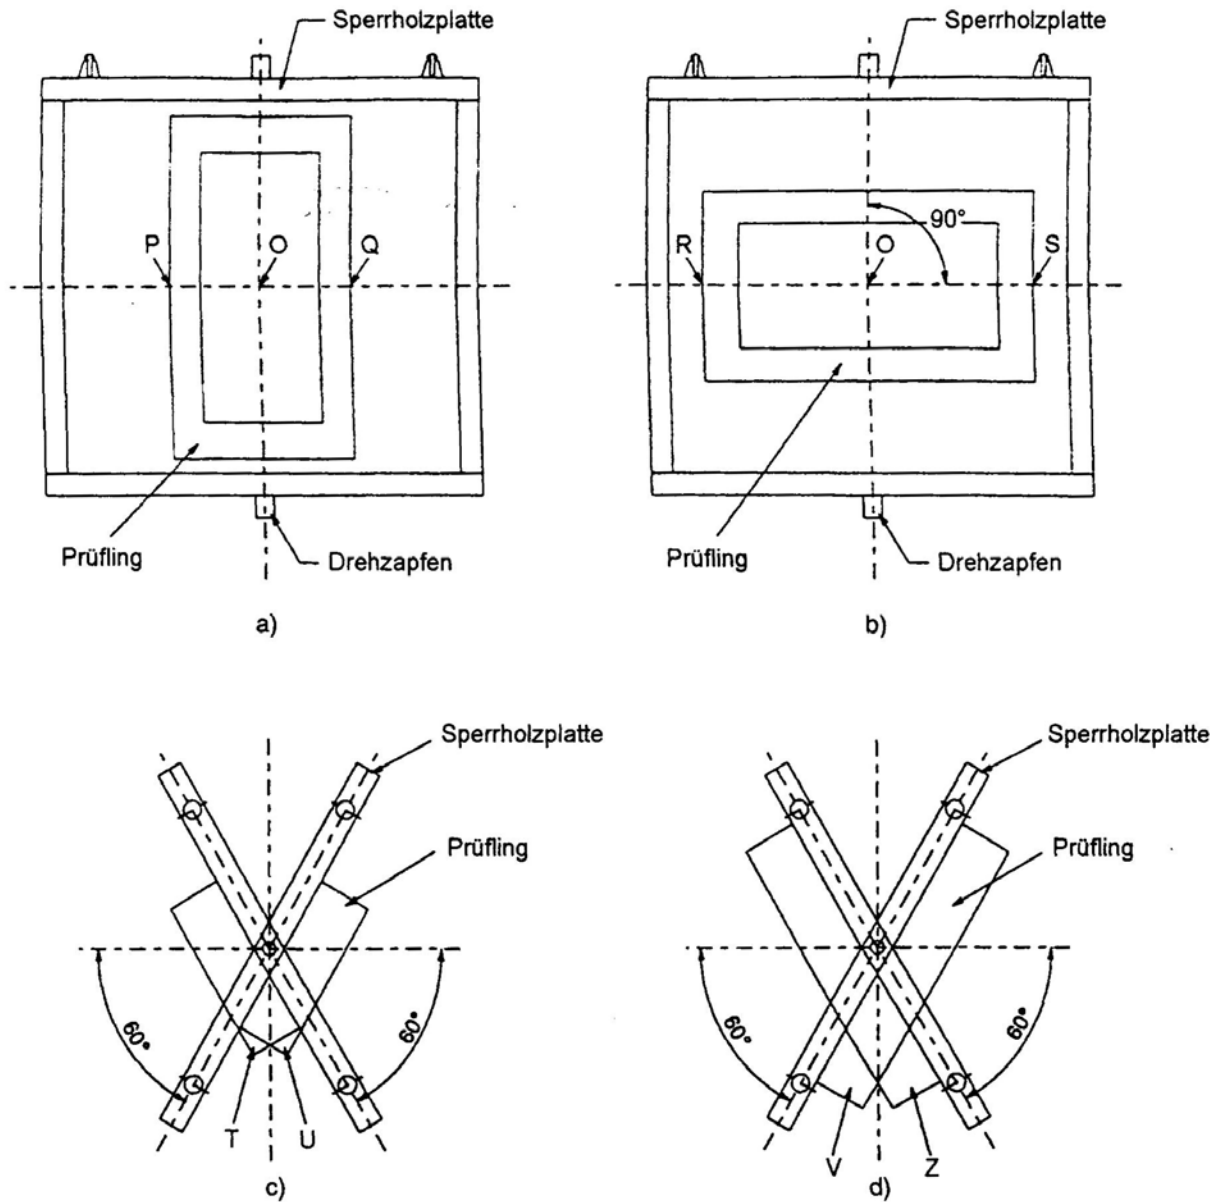 Sperrholzplatte
P
O
Q
Prüfling
Drehzapfen
a)
Sperrholzplatte
90°
R
O
S
Prüfling
Drehzapfen
b)
Sperrholzplatte
Prüfling
60°
60°
T
U
c)
Sperrholzplatte
Prüfling
60°
60°
V
Z
d)